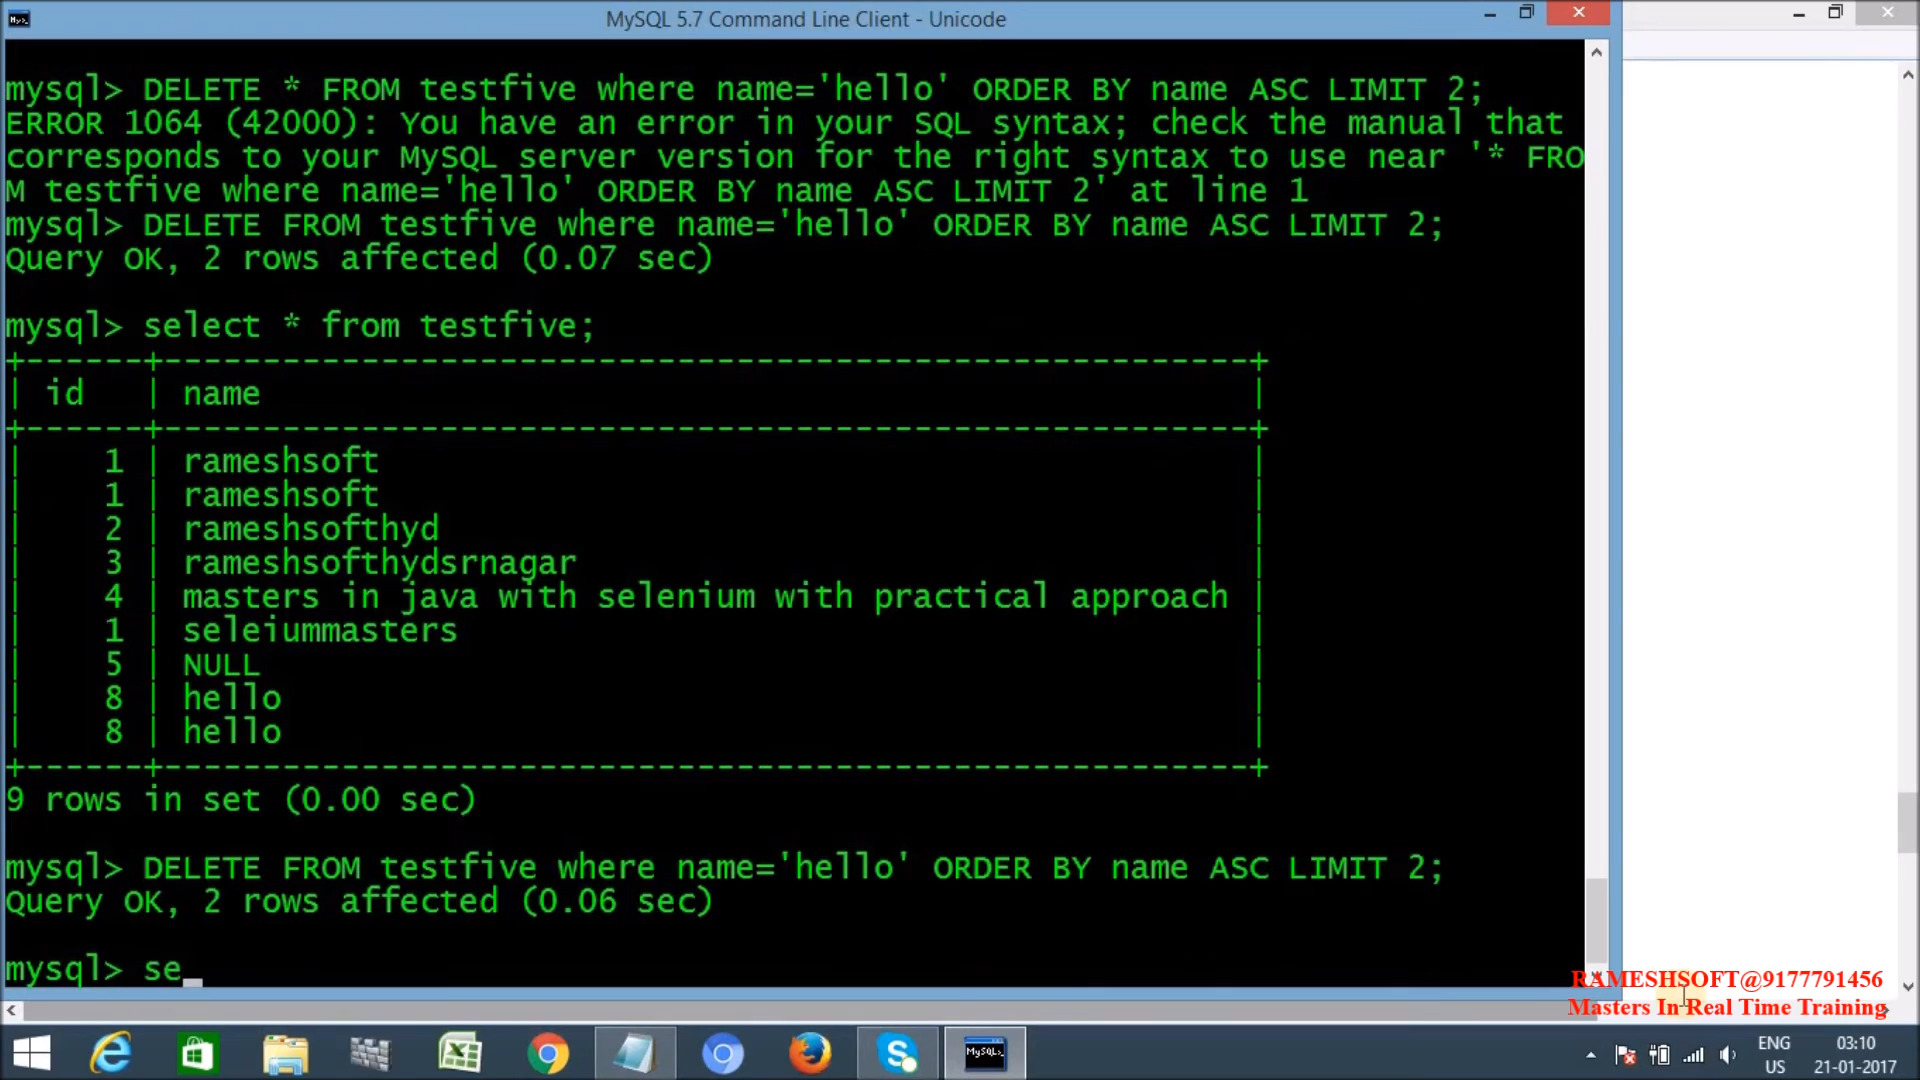 MySQL 5.7 Command Line Client - Unicode
mysql> DELETE * FROM testfive where name='hello' ORDER BY name ASC LIMIT 2;
ERROR 1064 (42000): You have an error in your SQL syntax; check the manual that
corresponds to your MySQL server version for the right syntax to use near '* FRO
M testfive where name='hello' ORDER BY name ASC LIMIT 2' at line 1
mysql> DELETE FROM testfive where name='hello' ORDER BY name ASC LIMIT 2;
Query OK, 2 rows affected (0.07 sec)
mysql> select * from testfive;
+------+------------------------------------------------------+
| id | name |
+------+------------------------------------------------------+
| 1 | rameshsoft |
| 1 | rameshsoft |
| 2 | rameshsofthyd |
| 3 | rameshsofthydsrnagar |
| 4 | masters in java with selenium with practical approach |
| 1 | seleiummasters |
| 5 | NULL |
| 8 | hello |
| 8 | hello |
+------+------------------------------------------------------+
9 rows in set (0.00 sec)
mysql> DELETE FROM testfive where name='hello' ORDER BY name ASC LIMIT 2;
Query OK, 2 rows affected (0.06 sec)
mysql> se_
RAMESHSOFT@9177791456
Masters In Real Time Training
MySQL>_
ENG
US
03:10
21-01-2017